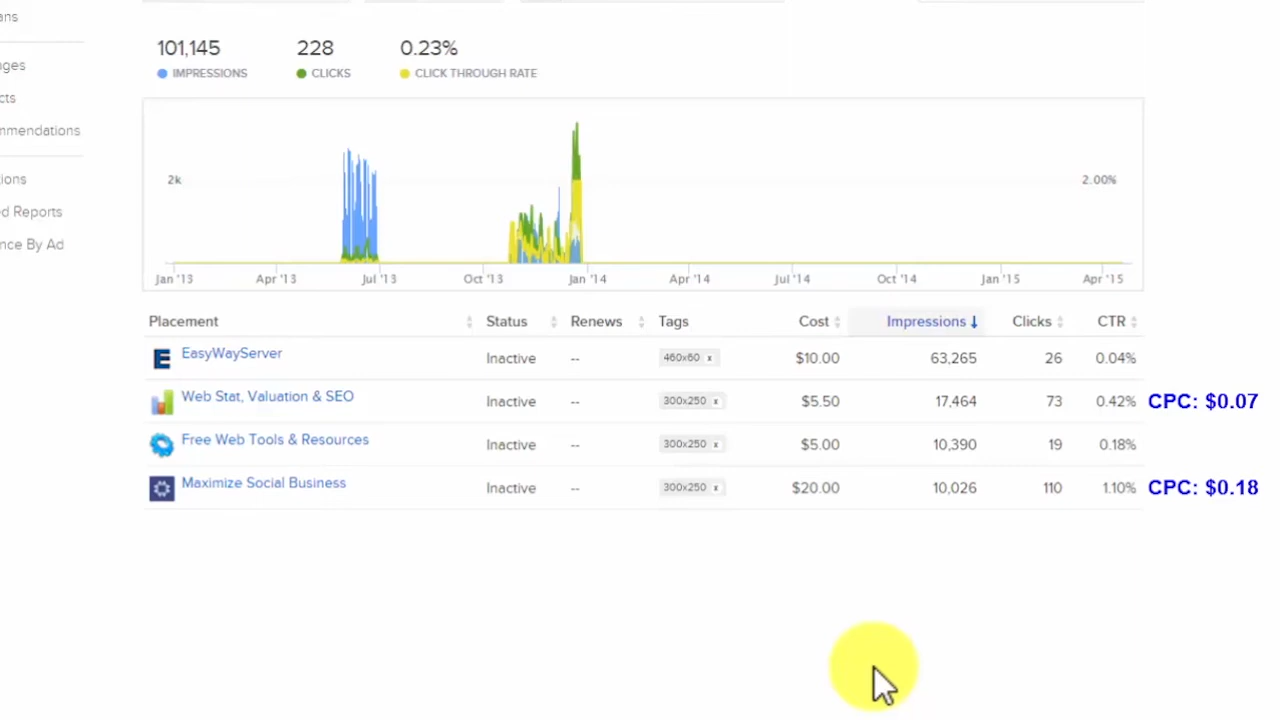 ans
101,145
228
0.23%
IMPRESSIONS
CLICKS
CLICK THROUGH RATE
ages
cts
mmendations
tions
ed Reports
nce By Ad
2k
2.00%
Jan '13
Apr '13
Jul '13
Oct '13
Jan '14
Apr '14
Jul '14
Oct '14
Jan '15
Apr '15
Placement Status Renews Tags Cost Impressions Clicks CTR
EasyWayServer Inactive -- 460x60 x $10.00 63,265 26 0.04%
Web Stat, Valuation & SEO Inactive -- 300x250 x $5.50 17,464 73 0.42% CPC: $0.07
Free Web Tools & Resources Inactive -- 300x250 x $5.00 10,390 19 0.18%
Maximize Social Business Inactive -- 300x250 x $20.00 10,026 110 1.10% CPC: $0.18